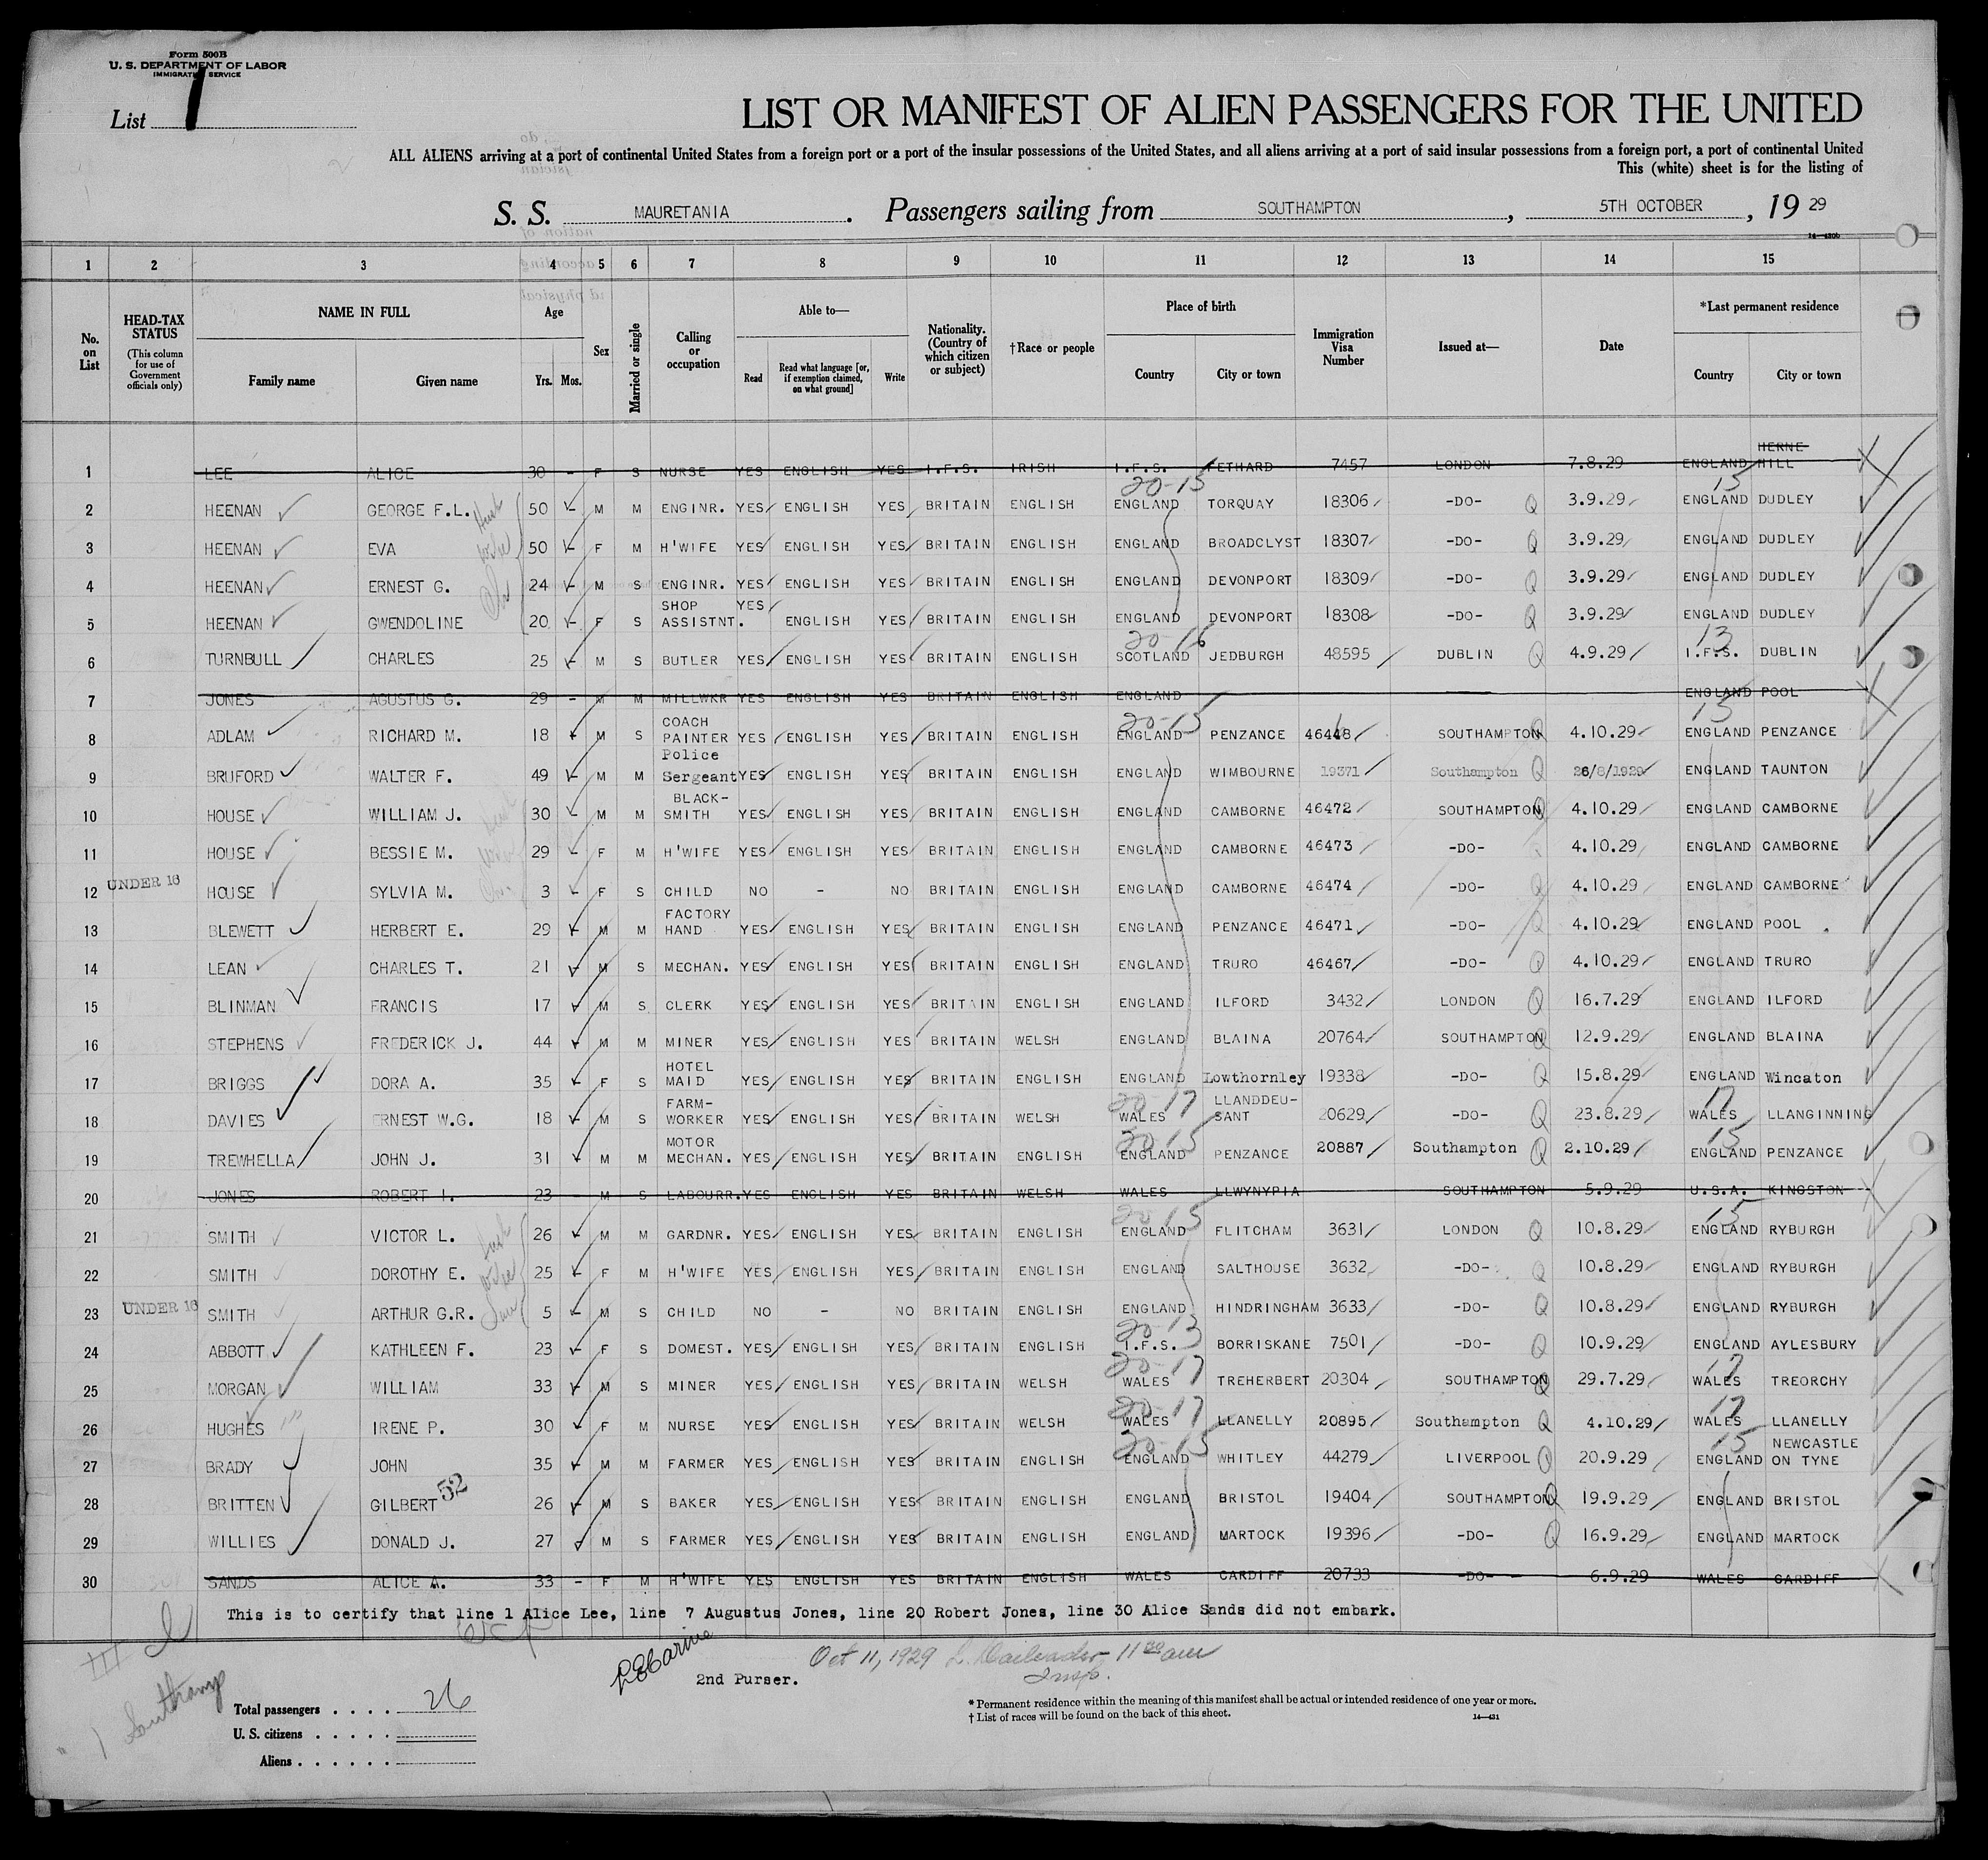 Form 500B
U. S. DEPARTMENT OF LABOR
IMMIGRATION SERVICE
List 1
LIST OR MANIFEST OF ALIEN PASSENGERS FOR THE UNITED
ALL ALIENS arriving at a port of continental United States from a foreign port or a port of the insular possessions of the United States, and all aliens arriving at a port of said insular possessions from a foreign port, a port of continental United
This (white) sheet is for the listing of
S. S. MAURETANIA. Passengers sailing from SOUTHAMPTON, 5TH OCTOBER, 19 29
1 2 3 4 5 6 7 8 9 10 11 12 13 14 15
No. on List
HEAD-TAX STATUS (This column for use of Government officials only)
NAME IN FULL Family name Given name
Age Yrs. Mos.
Sex
Married or single
Calling or occupation
Able to— Read Read what language [or, if exemption claimed, on what ground] Write
Nationality. (Country of which citizen or subject)
†Race or people
Place of birth Country City or town
Immigration Visa Number
Issued at—
Date
*Last permanent residence Country City or town
1 LEE ALICE 30 - F S NURSE YES ENGLISH YES I.F.S. IRISH I.F.S. FETHARD 7457 LONDON 7.8.29 ENGLAND HERNE HILL
2 HEENAN GEORGE F.L. 50 M M ENGINR. YES ENGLISH YES BRITAIN ENGLISH 20-15 ENGLAND TORQUAY 18306 -DO- Q 3.9.29 15 ENGLAND DUDLEY
3 HEENAN EVA 50 F M H'WIFE YES ENGLISH YES BRITAIN ENGLISH ENGLAND BROADCLYST 18307 -DO- Q 3.9.29 ENGLAND DUDLEY
4 HEENAN ERNEST G. 24 M S ENGINR. YES ENGLISH YES BRITAIN ENGLISH ENGLAND DEVONPORT 18309 -DO- Q 3.9.29 ENGLAND DUDLEY
5 HEENAN GWENDOLINE 20 F S SHOP ASSISTNT. YES ENGLISH YES BRITAIN ENGLISH ENGLAND DEVONPORT 18308 -DO- Q 3.9.29 ENGLAND DUDLEY
6 TURNBULL CHARLES 25 M S BUTLER YES ENGLISH YES BRITAIN ENGLISH 20-16 SCOTLAND JEDBURGH 48595 DUBLIN Q 4.9.29 13 I.F.S. DUBLIN
7 JONES AGUSTUS G. 29 - M M MILLWKR YES ENGLISH YES BRITAIN ENGLISH ENGLAND ENGLAND POOL
8 ADLAM RICHARD M. 18 M S COACH PAINTER YES ENGLISH YES BRITAIN ENGLISH 20-15 ENGLAND PENZANCE 46448 SOUTHAMPTON Q 4.10.29 15 ENGLAND PENZANCE
9 BRUFORD WALTER F. 49 M M Police Sergeant YES ENGLISH YES BRITAIN ENGLISH ENGLAND WIMBOURNE 19371 Southampton Q 26/8/1929 ENGLAND TAUNTON
10 HOUSE WILLIAM J. 30 M M BLACK-SMITH YES ENGLISH YES BRITAIN ENGLISH ENGLAND CAMBORNE 46472 SOUTHAMPTON Q 4.10.29 ENGLAND CAMBORNE
11 HOUSE BESSIE M. 29 F M H'WIFE YES ENGLISH YES BRITAIN ENGLISH ENGLAND CAMBORNE 46473 -DO- 4.10.29 ENGLAND CAMBORNE
12 UNDER 16 HOUSE SYLVIA M. 3 F S CHILD NO - NO BRITAIN ENGLISH ENGLAND CAMBORNE 46474 -DO- Q 4.10.29 ENGLAND CAMBORNE
13 BLEWETT HERBERT E. 29 M M FACTORY HAND YES ENGLISH YES BRITAIN ENGLISH ENGLAND PENZANCE 46471 -DO- Q 4.10.29 ENGLAND POOL
14 LEAN CHARLES T. 21 M S MECHAN. YES ENGLISH YES BRITAIN ENGLISH ENGLAND TRURO 46467 -DO- Q 4.10.29 ENGLAND TRURO
15 BLINMAN FRANCIS 17 M S CLERK YES ENGLISH YES BRITAIN ENGLISH ENGLAND ILFORD 3432 LONDON Q 16.7.29 ENGLAND ILFORD
16 STEPHENS FREDERICK J. 44 M M MINER YES ENGLISH YES BRITAIN WELSH ENGLAND BLAINA 20764 SOUTHAMPTON Q 12.9.29 ENGLAND BLAINA
17 BRIGGS DORA A. 35 F S HOTEL MAID YES ENGLISH YES BRITAIN ENGLISH ENGLAND Lowthornley 19338 -DO- Q 15.8.29 ENGLAND Wincaton
18 DAVIES ERNEST W.G. 18 M S FARM-WORKER YES ENGLISH YES BRITAIN WELSH 20-17 WALES LLANDDEU-SANT 20629 -DO- Q 23.8.29 17 WALES LLANGINNING
19 TREWHELLA JOHN J. 31 M M MOTOR MECHAN. YES ENGLISH YES BRITAIN ENGLISH 20-15 ENGLAND PENZANCE 20887 Southampton Q 2.10.29 15 ENGLAND PENZANCE
20 JONES ROBERT I. 23 - M S LABOURR. YES ENGLISH YES BRITAIN WELSH WALES LLWYNYPIA SOUTHAMPTON 5.9.29 U.S.A. KINGSTON
21 SMITH VICTOR L. 26 M M GARDNR. YES ENGLISH YES BRITAIN ENGLISH 20-15 ENGLAND FLITCHAM 3631 LONDON Q 10.8.29 15 ENGLAND RYBURGH
22 SMITH DOROTHY E. 25 F M H'WIFE YES ENGLISH YES BRITAIN ENGLISH ENGLAND SALTHOUSE 3632 -DO- Q 10.8.29 ENGLAND RYBURGH
23 UNDER 16 SMITH ARTHUR G.R. 5 M S CHILD NO - NO BRITAIN ENGLISH ENGLAND HINDRINGHAM 3633 -DO- Q 10.8.29 ENGLAND RYBURGH
24 ABBOTT KATHLEEN F. 23 F S DOMEST. YES ENGLISH YES BRITAIN ENGLISH 20-13 I.F.S. BORRISKANE 7501 -DO- Q 10.9.29 ENGLAND AYLESBURY
25 MORGAN WILLIAM 33 M S MINER YES ENGLISH YES BRITAIN WELSH 20-17 WALES TREHERBERT 20304 SOUTHAMPTON Q 29.7.29 17 WALES TREORCHY
26 HUGHES IRENE P. 30 F M NURSE YES ENGLISH YES BRITAIN WELSH 20-17 WALES LLANELLY 20895 Southampton Q 4.10.29 17 WALES LLANELLY
27 BRADY JOHN 35 M M FARMER YES ENGLISH YES BRITAIN ENGLISH 20-15 ENGLAND WHITLEY 44279 LIVERPOOL Q 20.9.29 15 ENGLAND NEWCASTLE ON TYNE
28 BRITTEN GILBERT 52 26 M S BAKER YES ENGLISH YES BRITAIN ENGLISH ENGLAND BRISTOL 19404 SOUTHAMPTON Q 19.9.29 ENGLAND BRISTOL
29 WILLIES DONALD J. 27 M S FARMER YES ENGLISH YES BRITAIN ENGLISH ENGLAND MARTOCK 19396 -DO- Q 16.9.29 ENGLAND MARTOCK
30 SANDS ALICE A. 33 - F M H'WIFE YES ENGLISH YES BRITAIN ENGLISH WALES CARDIFF 20733 -DO- 6.9.29 WALES CARDIFF
This is to certify that line 1 Alice Lee, line 7 Augustus Jones, line 20 Robert Jones, line 30 Alice Sands did not embark.
Oct 11, 1929
2nd Purser.
Insp.
Total passengers . . . . 26
U. S. citizens . . . . .
Aliens . . . . . .
1 Southamp
* Permanent residence within the meaning of this manifest shall be actual or intended residence of one year or more.
† List of races will be found on the back of this sheet.
14—431